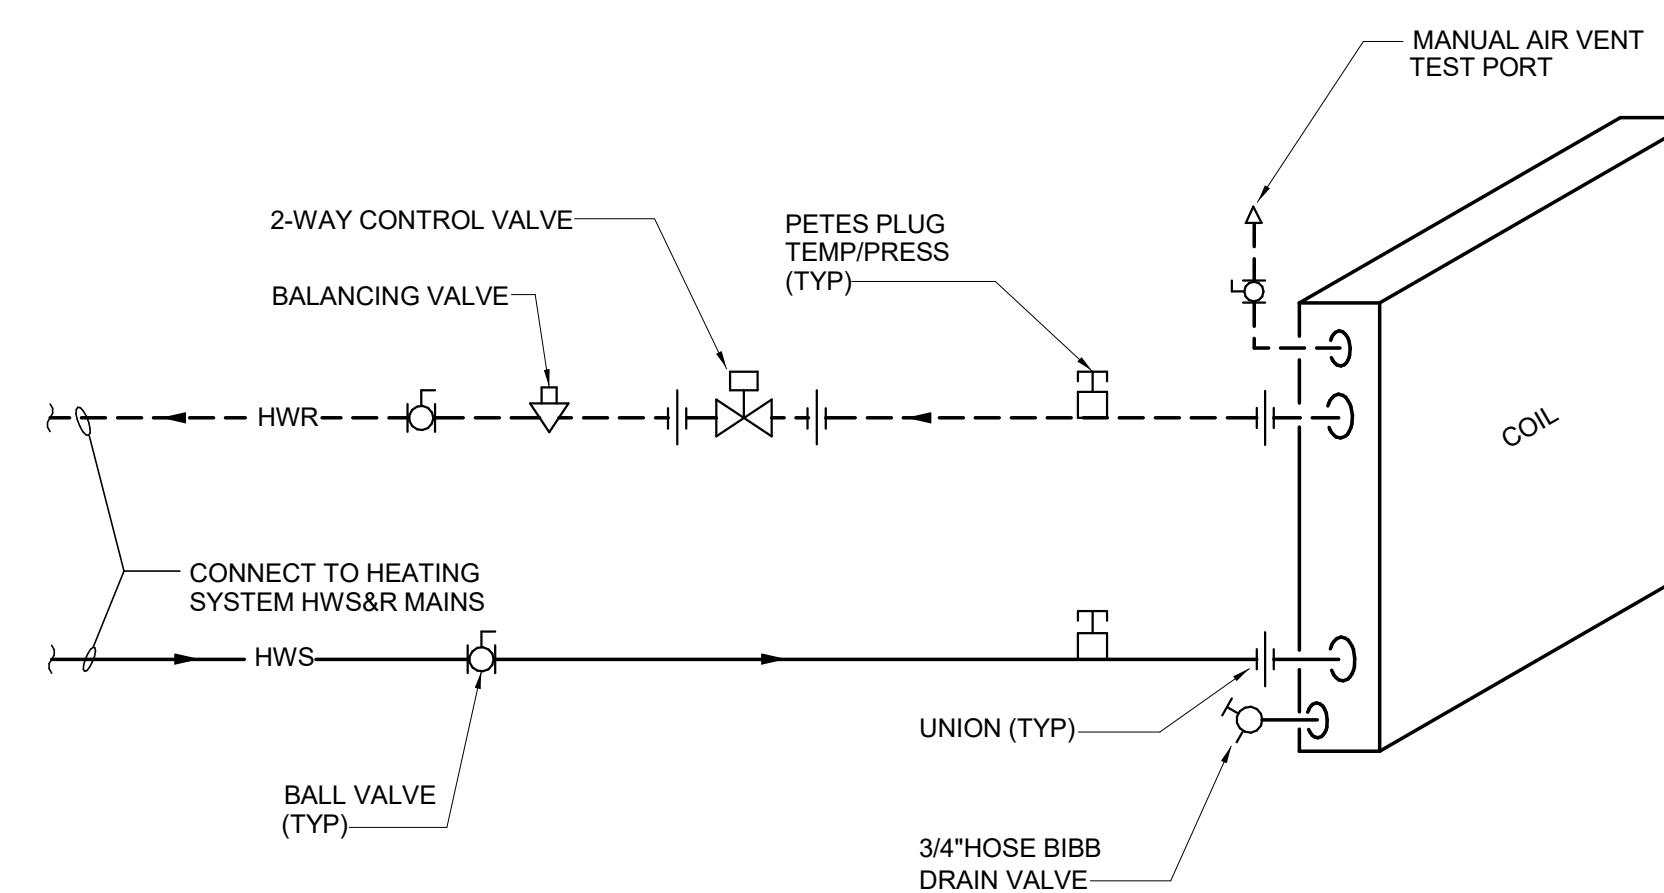 MANUAL AIR VENT
TEST PORT
2-WAY CONTROL VALVE
PETES PLUG
TEMP/PRESS
(TYP)
BALANCING VALVE
HWR
COIL
CONNECT TO HEATING
SYSTEM HWS&R MAINS
HWS
UNION (TYP)
BALL VALVE
(TYP)
3/4"HOSE BIBB
DRAIN VALVE